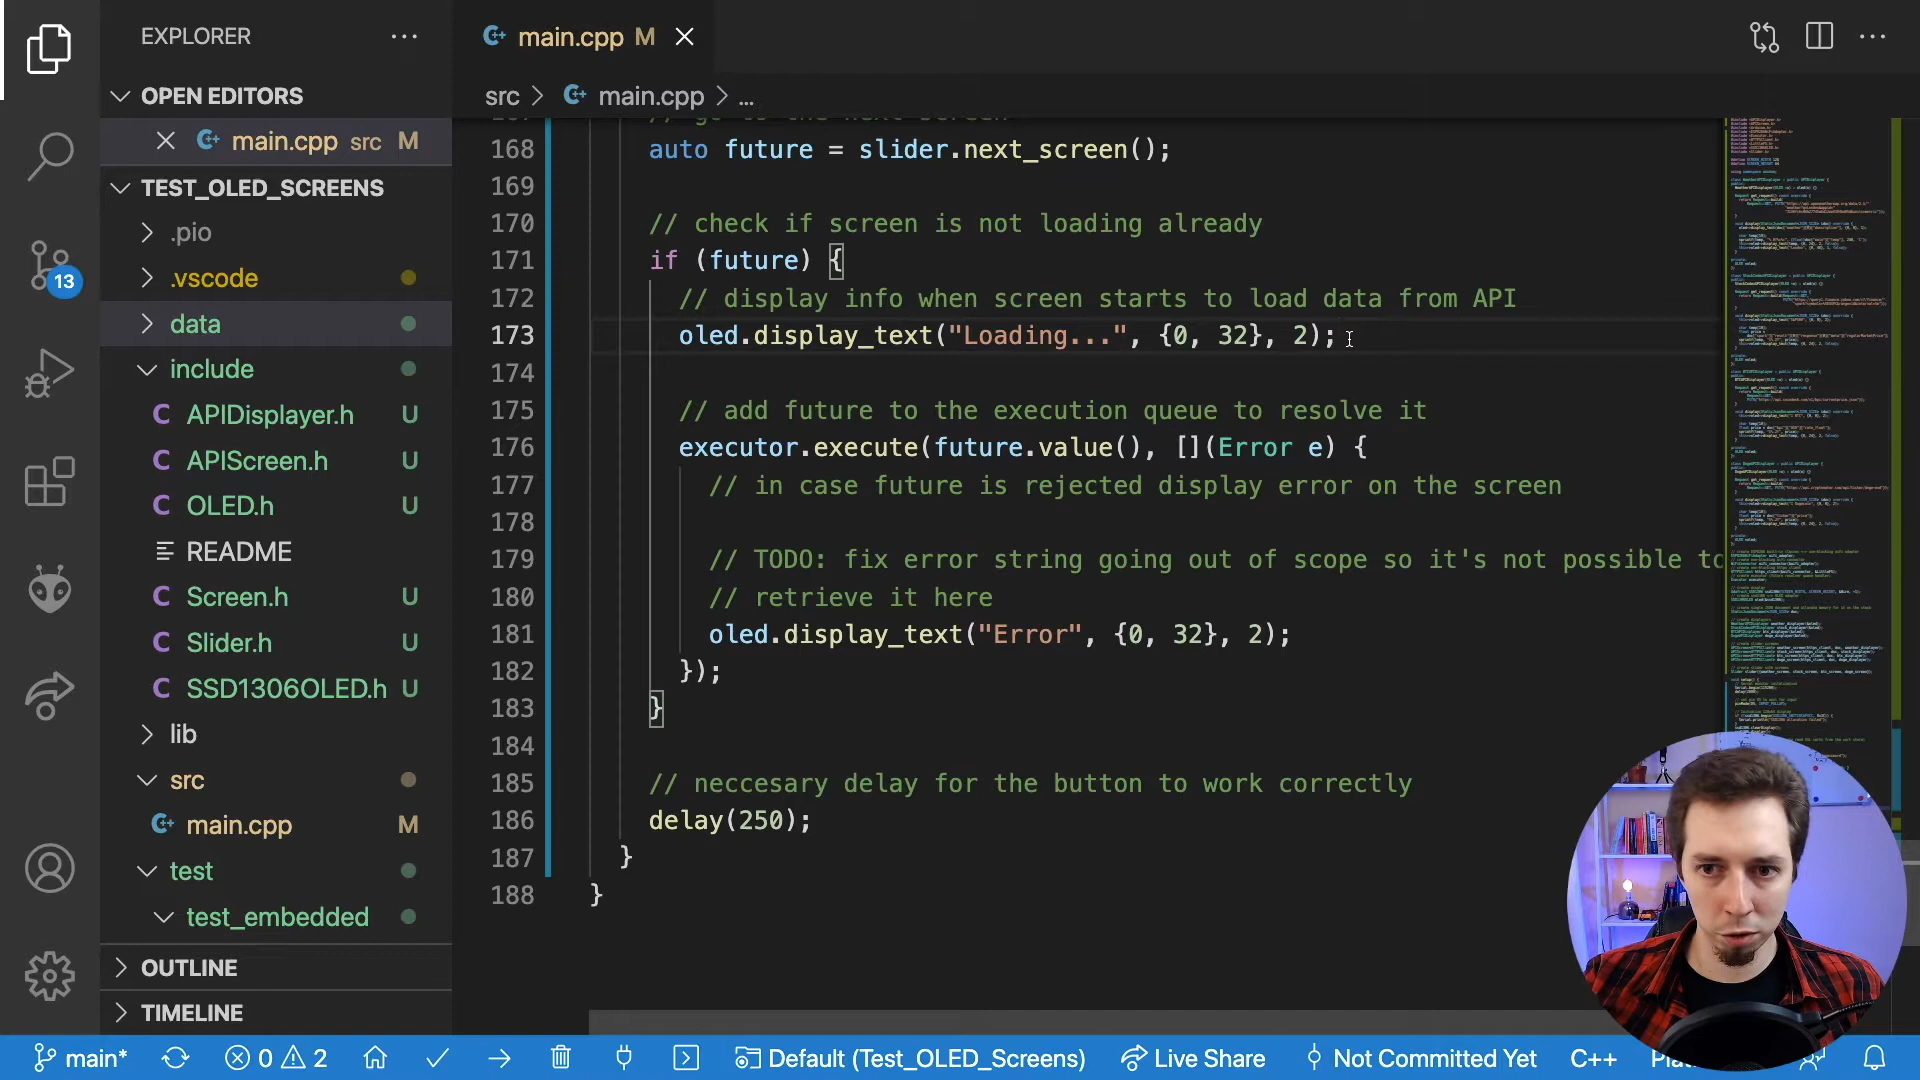 EXPLORER
OPEN EDITORS
main.cpp src M
TEST_OLED_SCREENS
.pio
.vscode
data
include
C APIDisplayer.h U
C APIScreen.h U
C OLED.h U
README
C Screen.h U
C Slider.h U
C SSD1306OLED.h U
lib
src
main.cpp M
test
test_embedded
OUTLINE
TIMELINE
13
main.cpp M
src > main.cpp > ...
168 auto future = slider.next_screen();
169
170 // check if screen is not loading already
171 if (future) {
172 // display info when screen starts to load data from API
173 oled.display_text("Loading...", {0, 32}, 2);
174
175 // add future to the execution queue to resolve it
176 executor.execute(future.value(), [](Error e) {
177 // in case future is rejected display error on the screen
178
179 // TODO: fix error string going out of scope so it's not possible to
180 // retrieve it here
181 oled.display_text("Error", {0, 32}, 2);
182 });
183 }
184
185 // neccesary delay for the button to work correctly
186 delay(250);
187 }
188 }
main* 0 2 Default (Test_OLED_Screens) Live Share Not Committed Yet C++